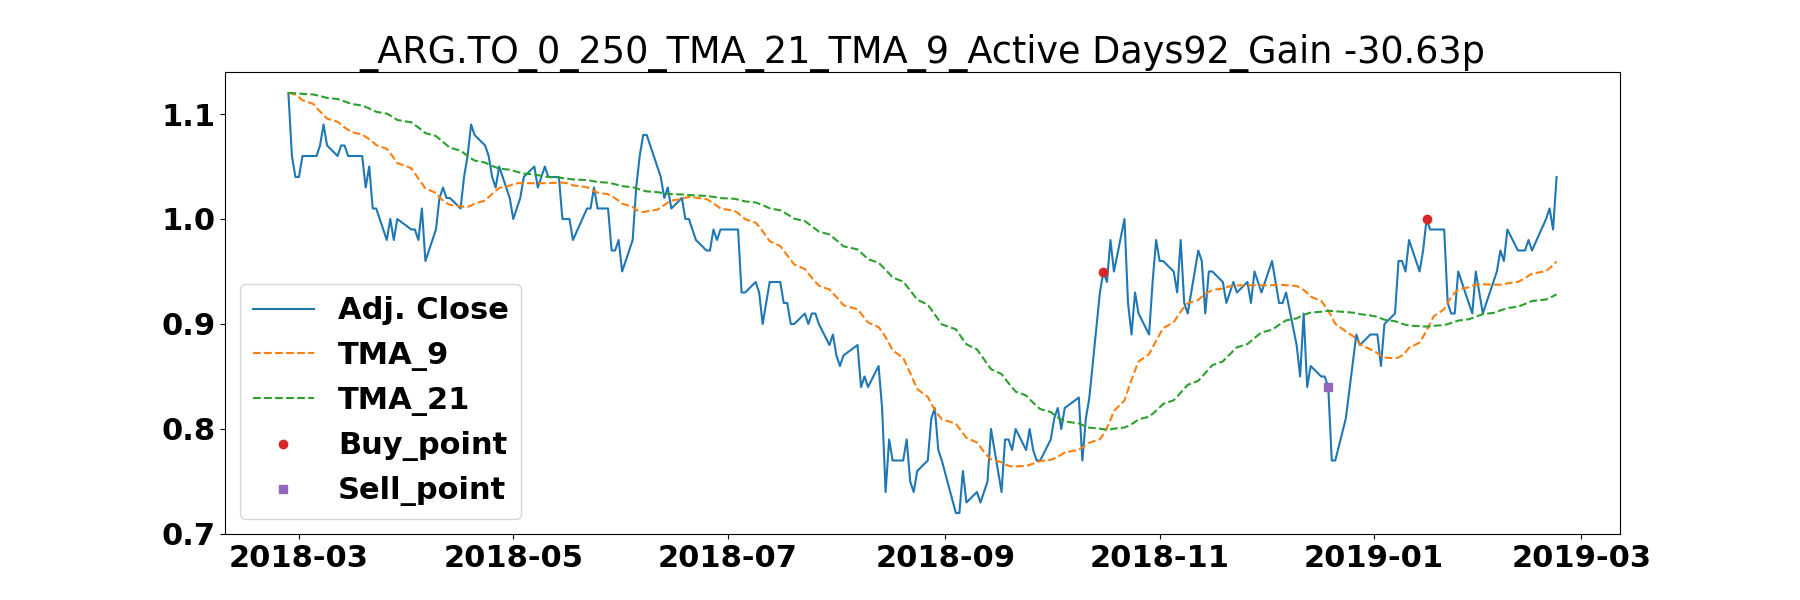 _ARG.TO_0_250_TMA_21_TMA_9_Active Days92_Gain -30.63p
1.1
1.0
0.9
0.8
0.7
Adj. Close
TMA_9
TMA_21
Buy_point
Sell_point
2018-03 2018-05 2018-07 2018-09 2018-11 2019-01 2019-03